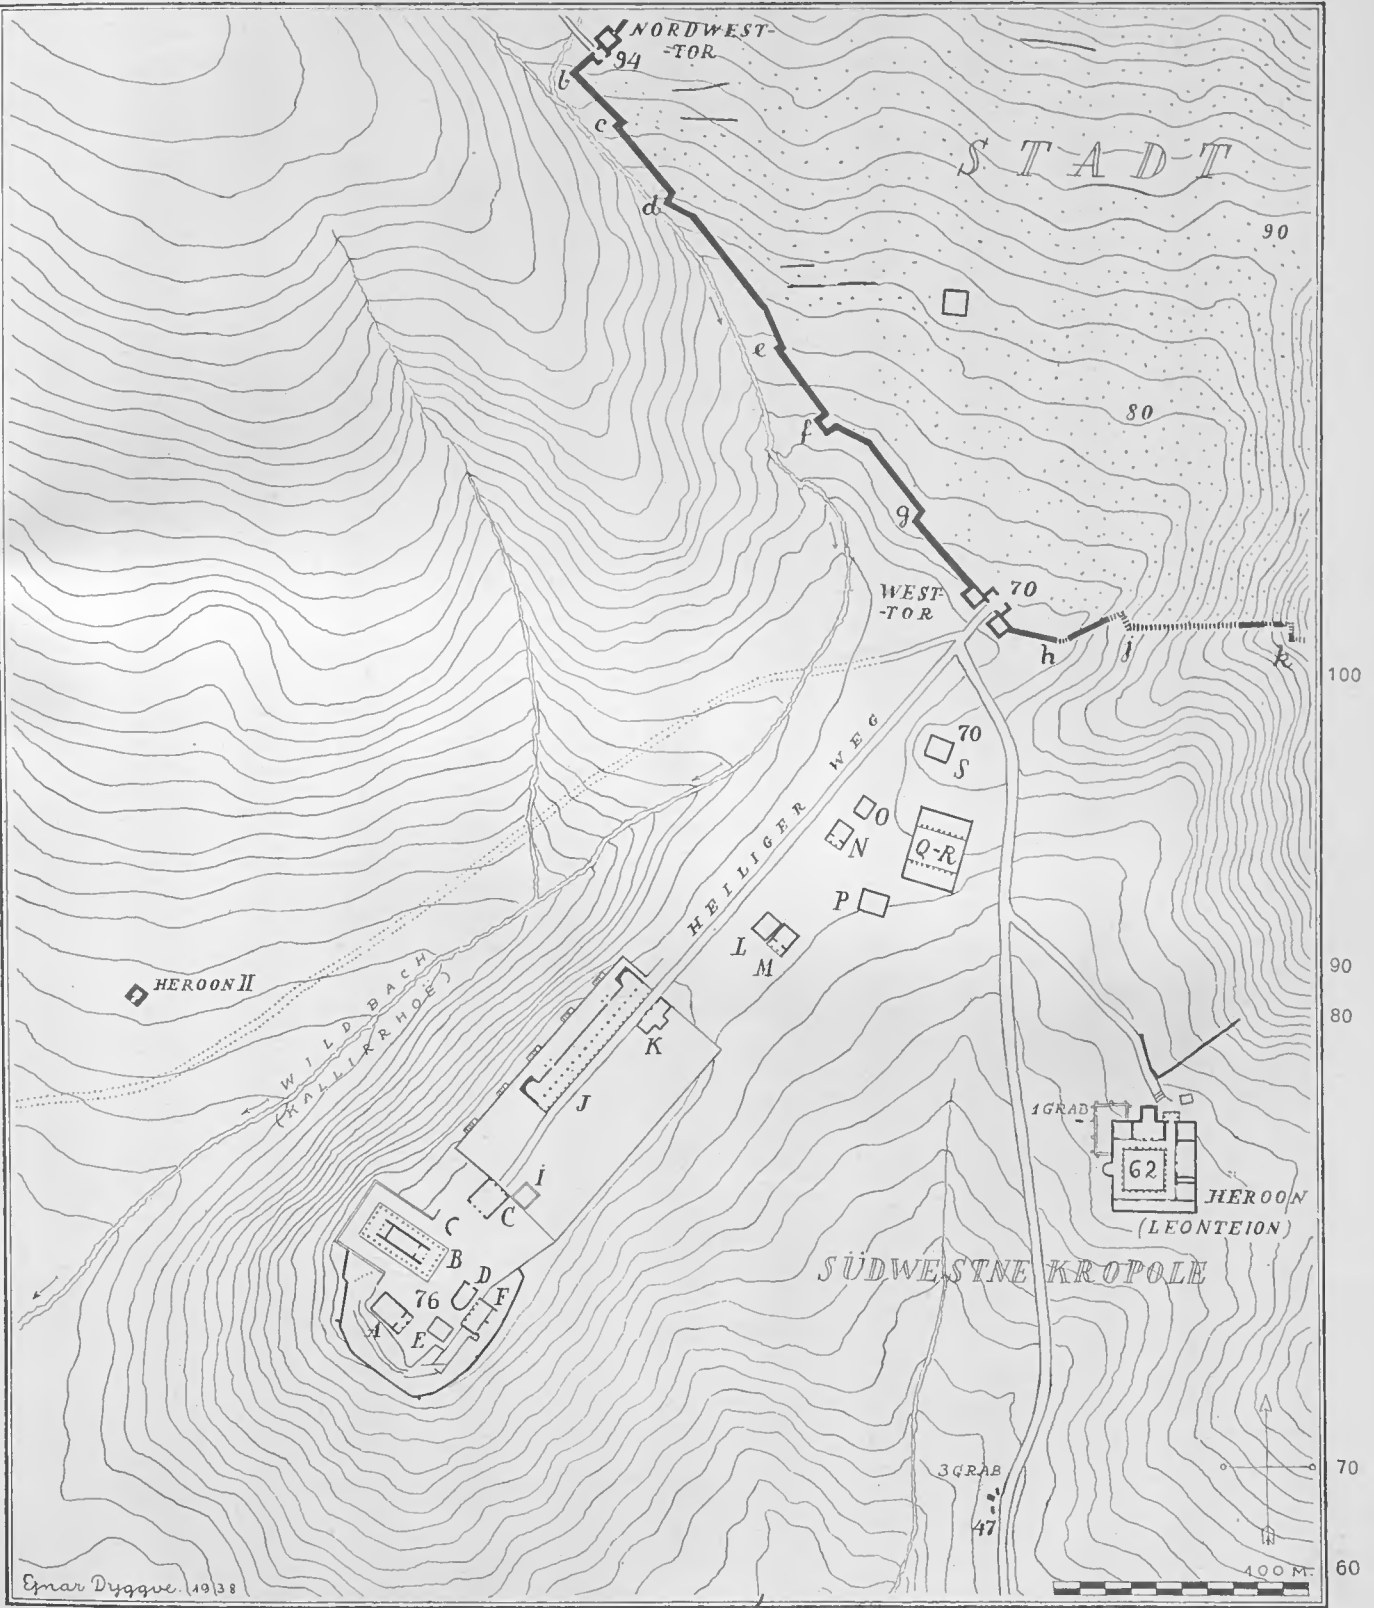 NORDWEST-
-TOR
94
b
c
STADT
d
90
e
80
f
g
WEST-
-TOR
70
h
j
k
100
HEILIGER WEG
70
S
O
N
Q-R
P
L
M
HEROON II
WILDBACH
(KALLIRRHOË)
90
80
K
J
1 GRAB
62
I
C
HEROON
(LEONTEION)
C
B
SÜDWESTNEKROPOLE
D
76
F
A
E
3 GRAB
70
47
100 M.
60
Ejnar Dyggve. 1938